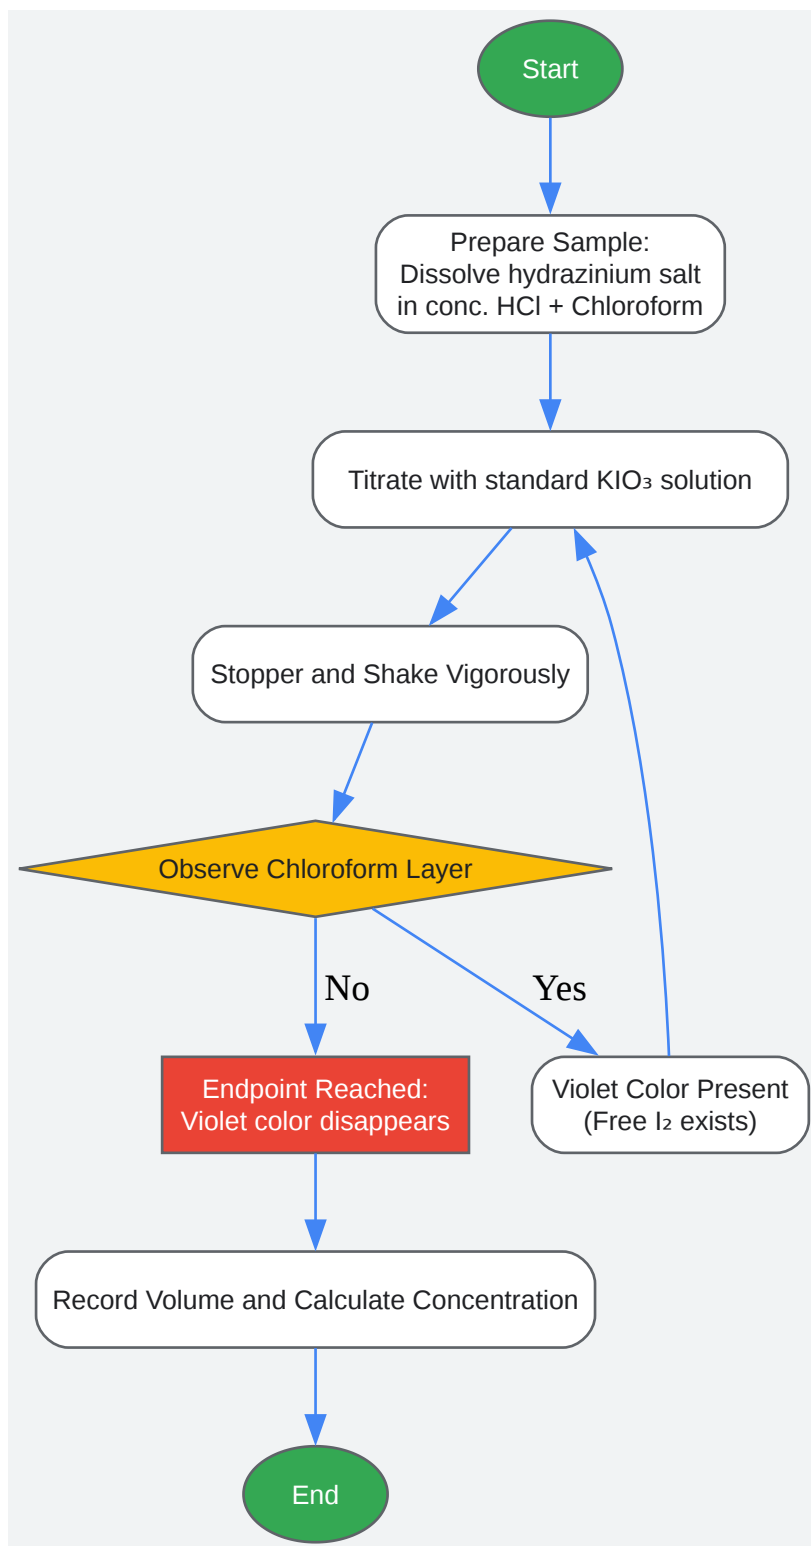 Start
Prepare Sample:
Dissolve hydrazinium salt
in conc. HCl + Chloroform
Titrate with standard KIO₃ solution
Stopper and Shake Vigorously
Observe Chloroform Layer
No
Yes
Endpoint Reached:
Violet color disappears
Violet Color Present
(Free I₂ exists)
Record Volume and Calculate Concentration
End